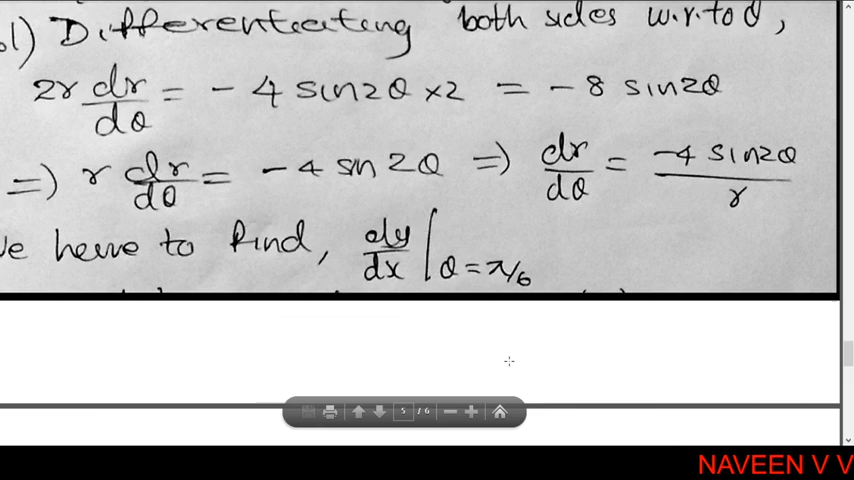 ol) Differentiating both sides w.r.to θ,
2r dr/dθ = - 4 sin2θ ×2 = - 8 sin2θ
=) r dr/dθ = - 4 sin 2θ =) dr/dθ = -4 sin2θ / r
we have to find, dy/dx | θ = π/6
5 / 6
NAVEEN V V